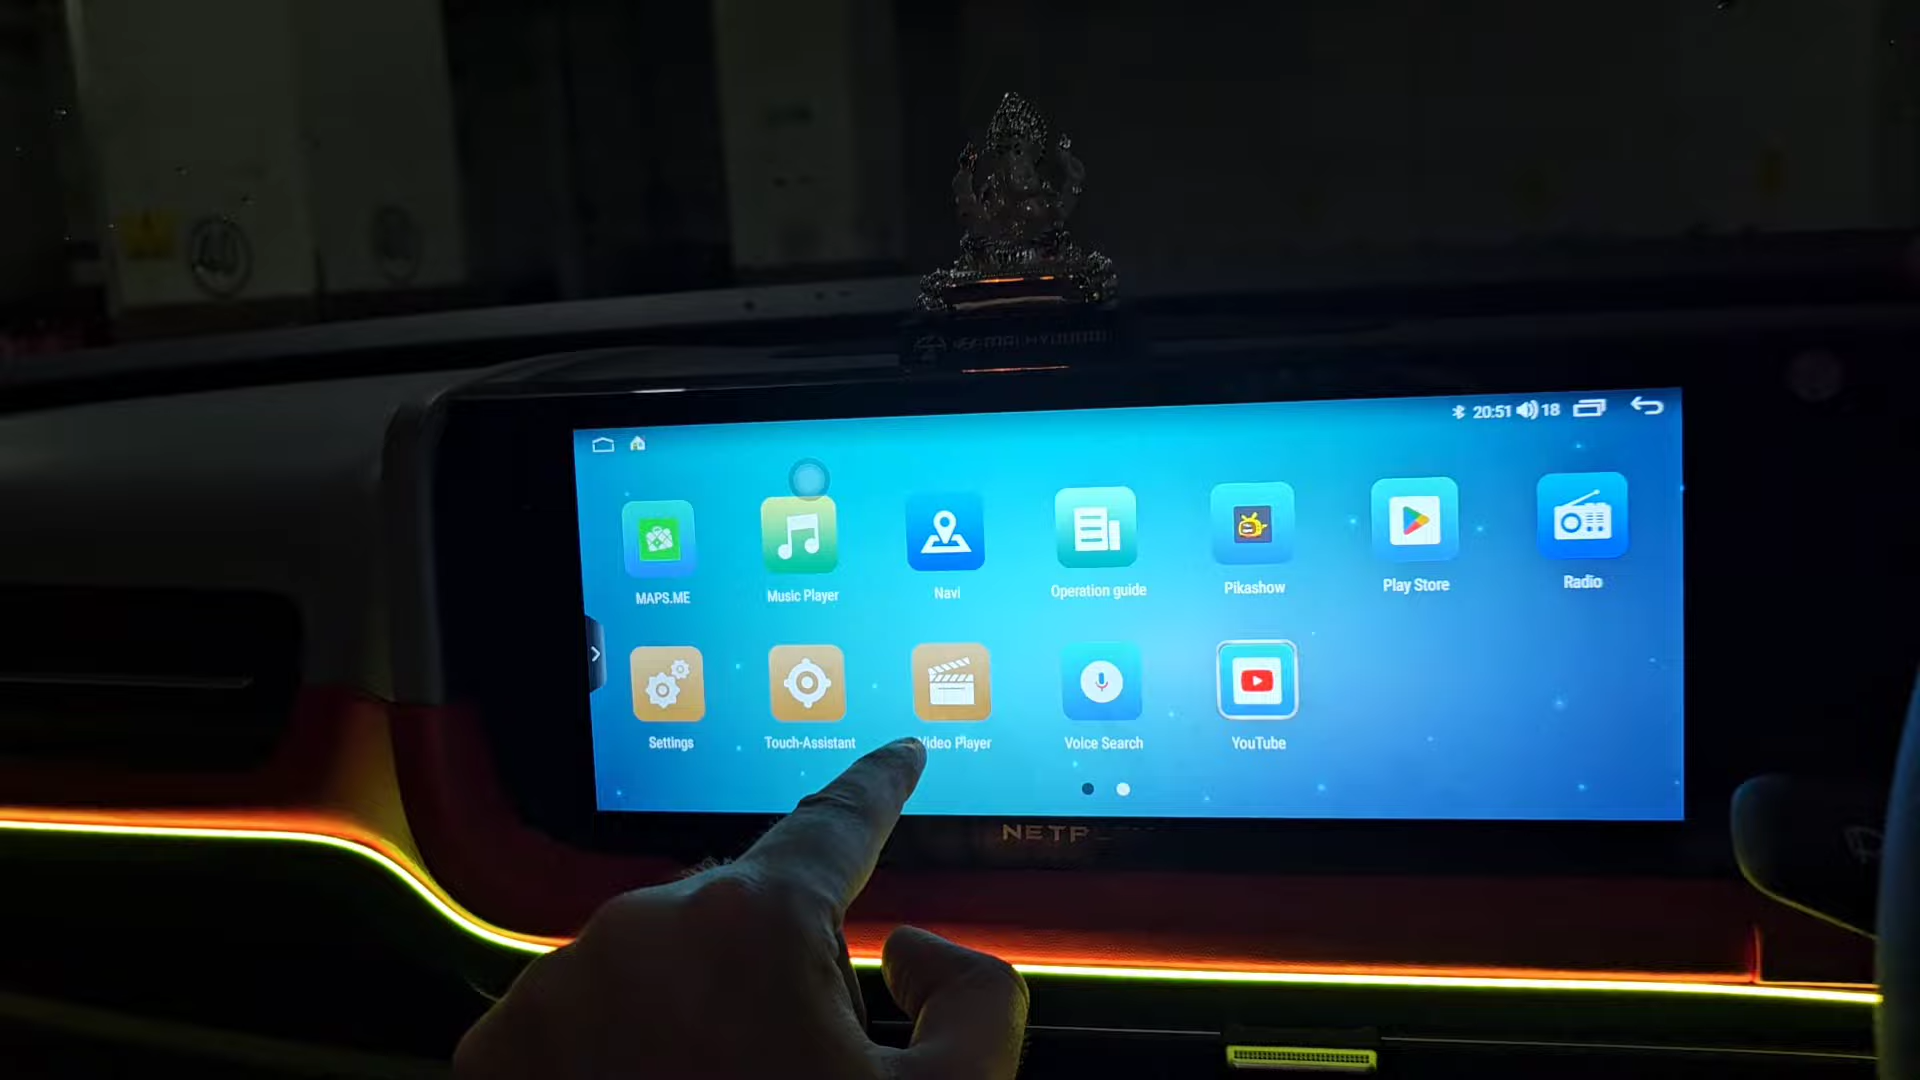 20:51 18
MAPS.ME
Music Player
Navi
Operation guide
Pikashow
Play Store
Radio
Settings
Touch-Assistant
Video Player
Voice Search
YouTube